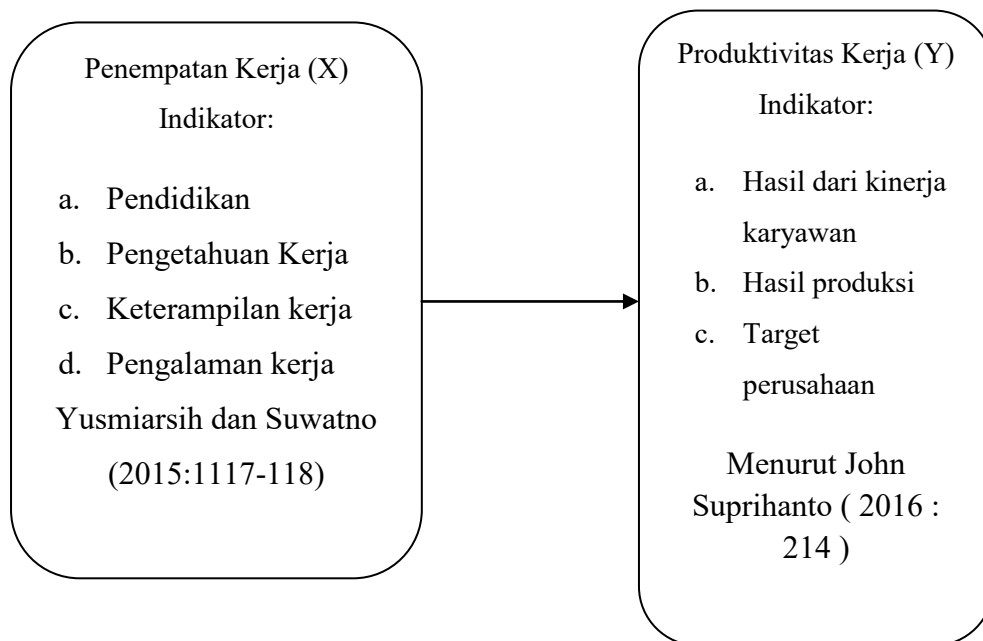 Penempatan Kerja (X)
Indikator:
a. Pendidikan
b. Pengetahuan Kerja
c. Keterampilan kerja
d. Pengalaman kerja
Yusmiarsih dan Suwatno
(2015:1117-118)
Produktivitas Kerja (Y)
Indikator:
a. Hasil dari kinerja
karyawan
b. Hasil produksi
c. Target
perusahaan
Menurut John
Suprihanto ( 2016 :
214 )